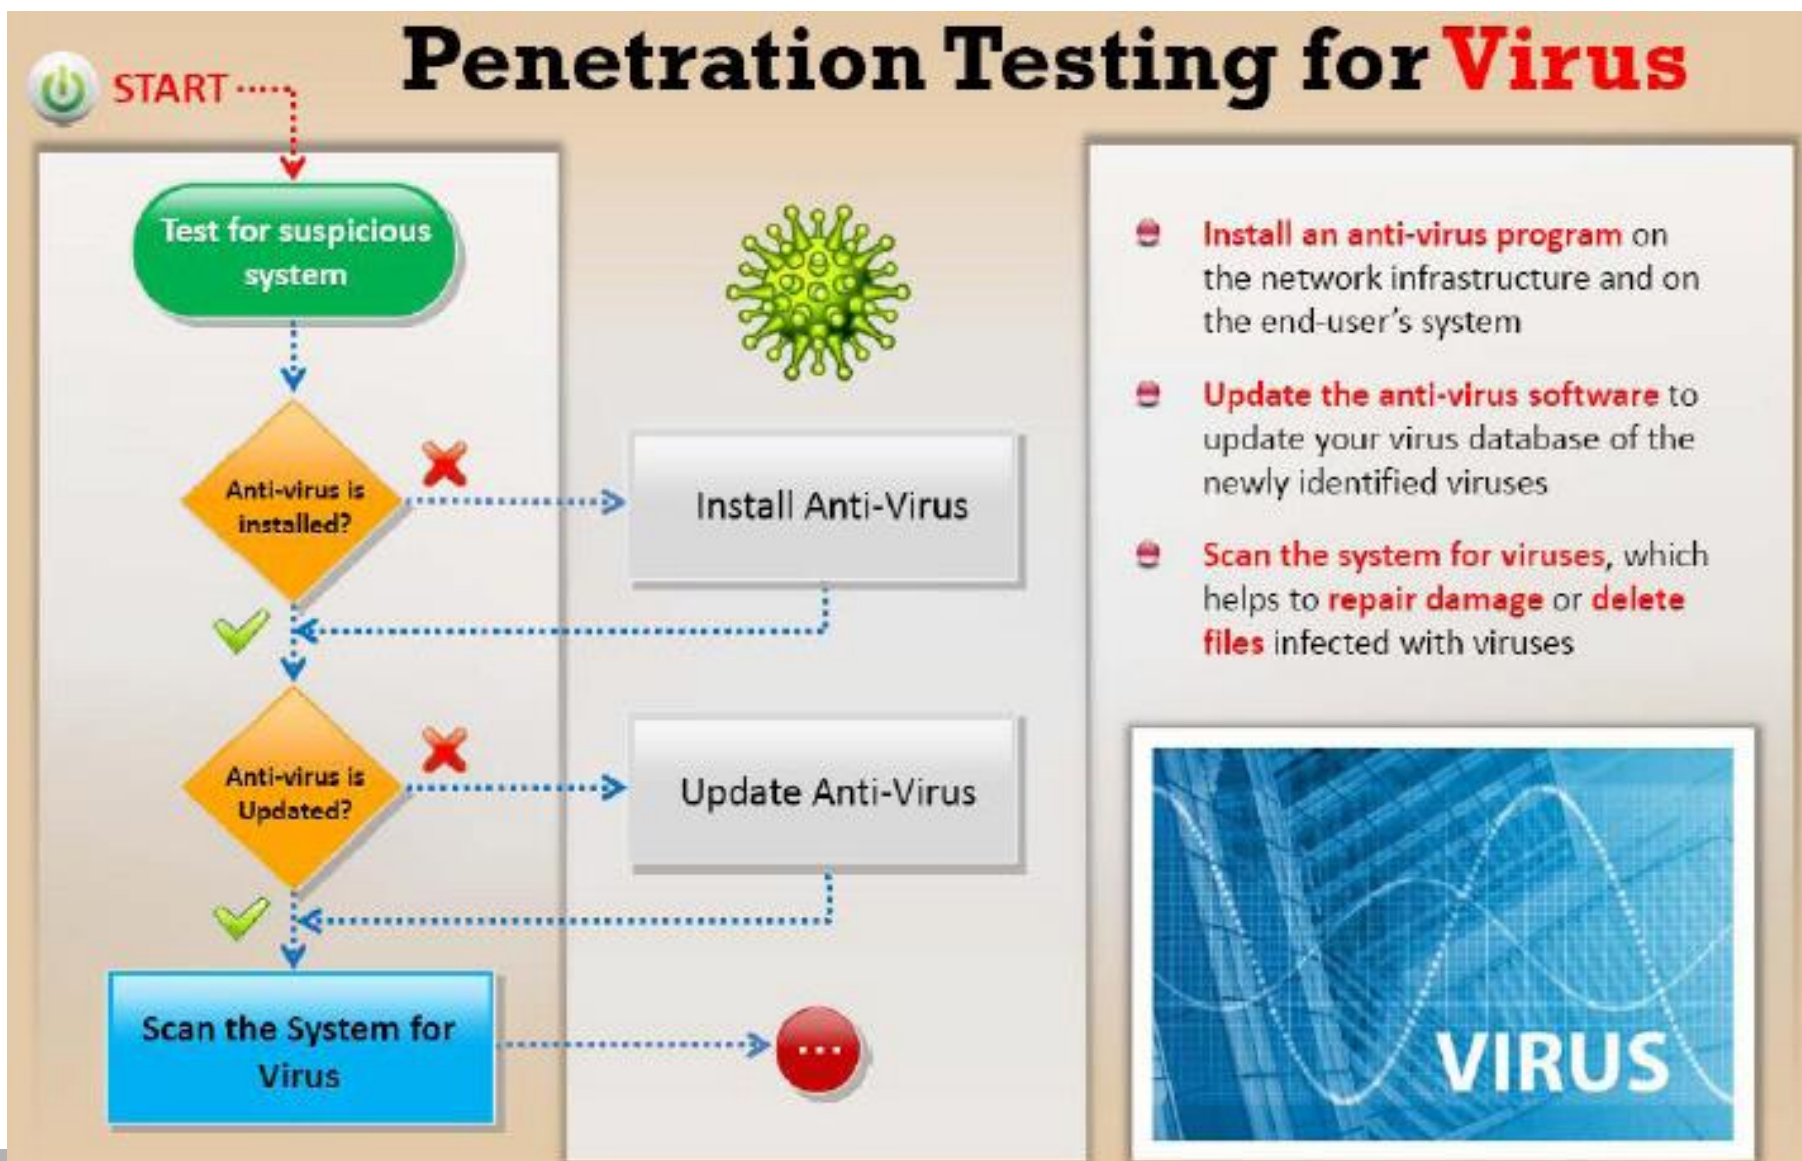 Penetration Testing for Virus
START
Test for suspicious
system
Anti-virus is
installed?
Install Anti-Virus
Anti-virus is
Updated?
Update Anti-Virus
Scan the System for
Virus
...
Install an anti-virus program on
the network infrastructure and on
the end-user's system
Update the anti-virus software to
update your virus database of the
newly identified viruses
Scan the system for viruses, which
helps to repair damage or delete
files infected with viruses
VIRUS